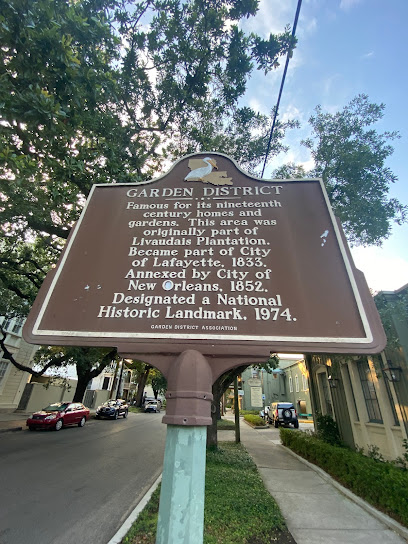 GARDEN DISTRICT
Famous for its nineteenth
century homes and
gardens. This area was
originally part of
Livaudais Plantation.
Became part of City
of Lafayette, 1833.
Annexed by City of
New Orleans, 1852.
Designated a National
Historic Landmark, 1974.
GARDEN DISTRICT ASSOCIATION